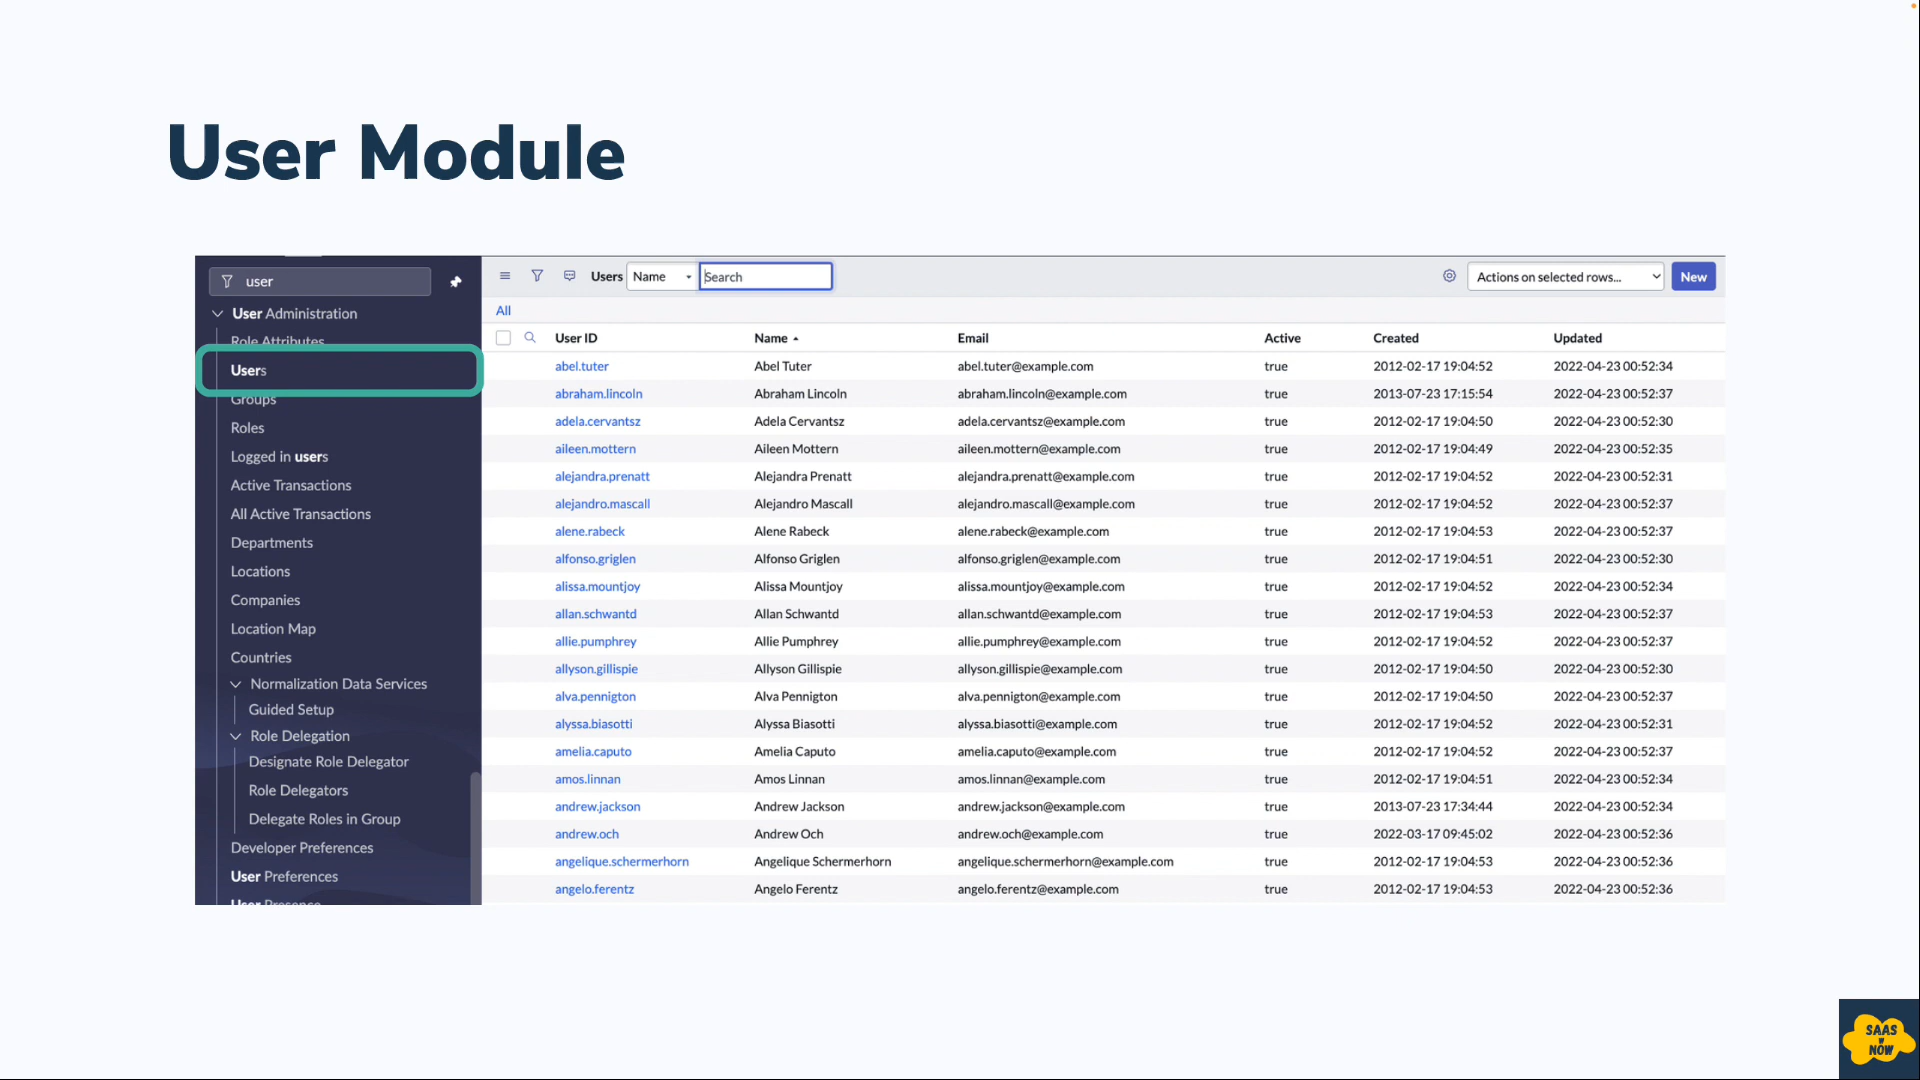 User Module
user
User Administration
Role Attributes
Users
Groups
Roles
Logged in users
Active Transactions
All Active Transactions
Departments
Locations
Companies
Location Map
Countries
Normalization Data Services
Guided Setup
Role Delegation
Designate Role Delegator
Role Delegators
Delegate Roles in Group
Developer Preferences
User Preferences
User Presence
Users Name Search Actions on selected rows... New
All
User ID Name Email Active Created Updated
abel.tuter Abel Tuter abel.tuter@example.com true 2012-02-17 19:04:52 2022-04-23 00:52:34
abraham.lincoln Abraham Lincoln abraham.lincoln@example.com true 2013-07-23 17:15:54 2022-04-23 00:52:37
adela.cervantsz Adela Cervantsz adela.cervantsz@example.com true 2012-02-17 19:04:50 2022-04-23 00:52:30
aileen.mottern Aileen Mottern aileen.mottern@example.com true 2012-02-17 19:04:49 2022-04-23 00:52:35
alejandra.prenatt Alejandra Prenatt alejandra.prenatt@example.com true 2012-02-17 19:04:52 2022-04-23 00:52:31
alejandro.mascall Alejandro Mascall alejandro.mascall@example.com true 2012-02-17 19:04:52 2022-04-23 00:52:37
alene.rabeck Alene Rabeck alene.rabeck@example.com true 2012-02-17 19:04:53 2022-04-23 00:52:37
alfonso.griglen Alfonso Griglen alfonso.griglen@example.com true 2012-02-17 19:04:51 2022-04-23 00:52:30
alissa.mountjoy Alissa Mountjoy alissa.mountjoy@example.com true 2012-02-17 19:04:52 2022-04-23 00:52:34
allan.schwantd Allan Schwantd allan.schwantd@example.com true 2012-02-17 19:04:53 2022-04-23 00:52:37
allie.pumphrey Allie Pumphrey allie.pumphrey@example.com true 2012-02-17 19:04:52 2022-04-23 00:52:37
allyson.gillispie Allyson Gillispie allyson.gillispie@example.com true 2012-02-17 19:04:50 2022-04-23 00:52:30
alva.pennigton Alva Pennigton alva.pennigton@example.com true 2012-02-17 19:04:50 2022-04-23 00:52:37
alyssa.biasotti Alyssa Biasotti alyssa.biasotti@example.com true 2012-02-17 19:04:52 2022-04-23 00:52:31
amelia.caputo Amelia Caputo amelia.caputo@example.com true 2012-02-17 19:04:52 2022-04-23 00:52:37
amos.linnan Amos Linnan amos.linnan@example.com true 2012-02-17 19:04:51 2022-04-23 00:52:34
andrew.jackson Andrew Jackson andrew.jackson@example.com true 2013-07-23 17:34:44 2022-04-23 00:52:34
andrew.och Andrew Och andrew.och@example.com true 2022-03-17 09:45:02 2022-04-23 00:52:36
angelique.schermerhorn Angelique Schermerhorn angelique.schermerhorn@example.com true 2012-02-17 19:04:53 2022-04-23 00:52:36
angelo.ferentz Angelo Ferentz angelo.ferentz@example.com true 2012-02-17 19:04:53 2022-04-23 00:52:36
SAAS
W
NOW